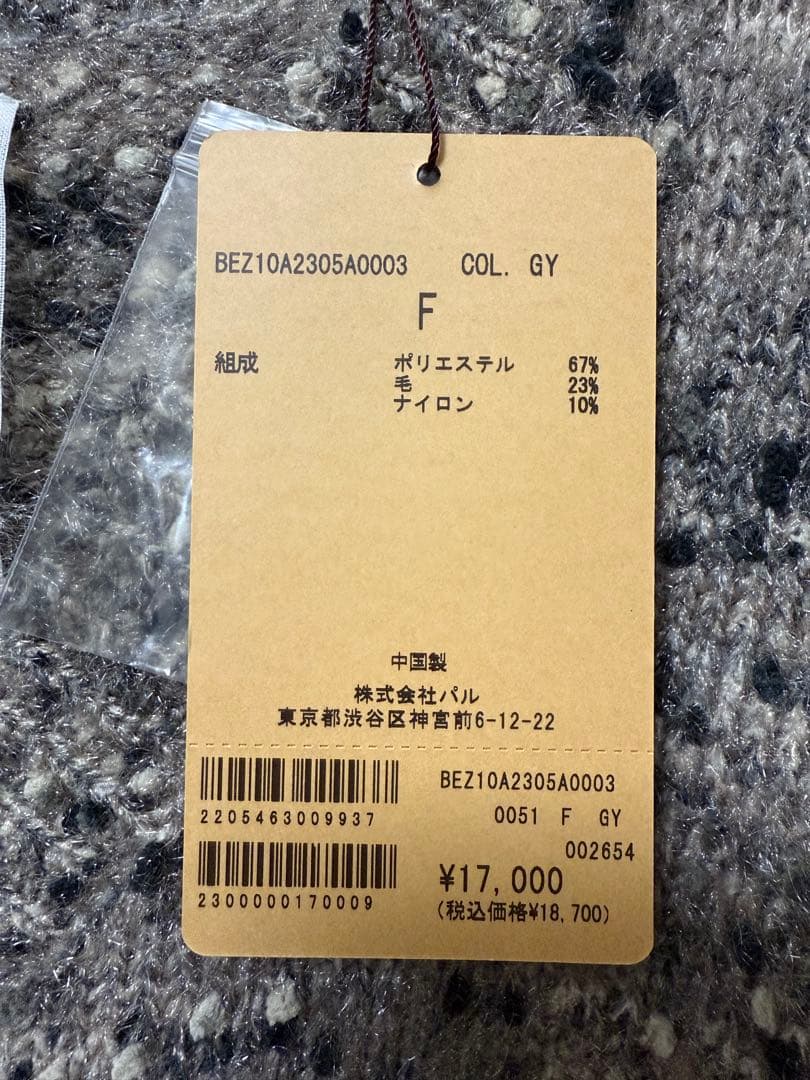 BEZ10A2305A0003 COL. GY
F
組成 ポリエステル 67%
毛 23%
ナイロン 10%
中国製
株式会社パル
東京都渋谷区神宮前6-12-22
BEZ10A2305A0003
2205463009937
0051 F GY
002654
¥17,000
2300000170009
(税込価格¥18,700)